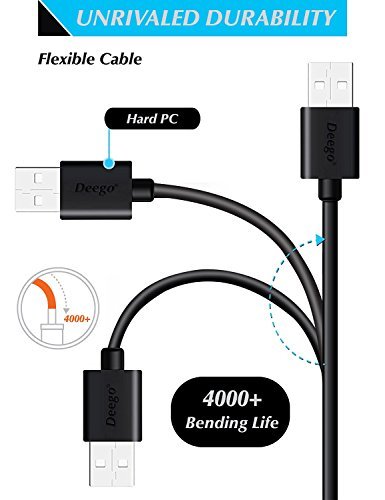 UNRIVALED DURABILITY
Flexible Cable
Hard PC
Deego®
Deego®
4000+
Deego®
4000+
Bending Life